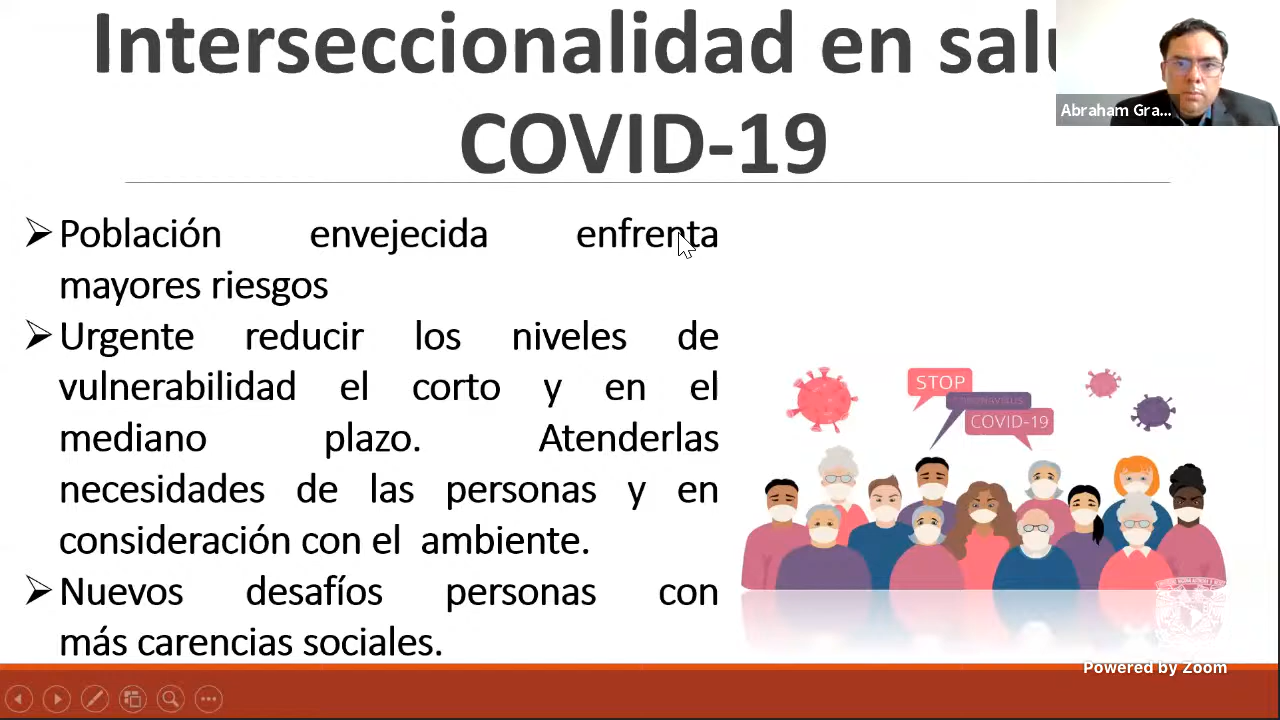 Interseccionalidad en salu
COVID-19
Abraham Gra...
Población envejecida enfrenta
mayores riesgos
Urgente reducir los niveles de
vulnerabilidad el corto y en el
mediano plazo. Atenderlas
necesidades de las personas y en
consideración con el ambiente.
Nuevos desafíos personas con
más carencias sociales.
STOP
CORONAVIRUS
COVID-19
Powered by Zoom